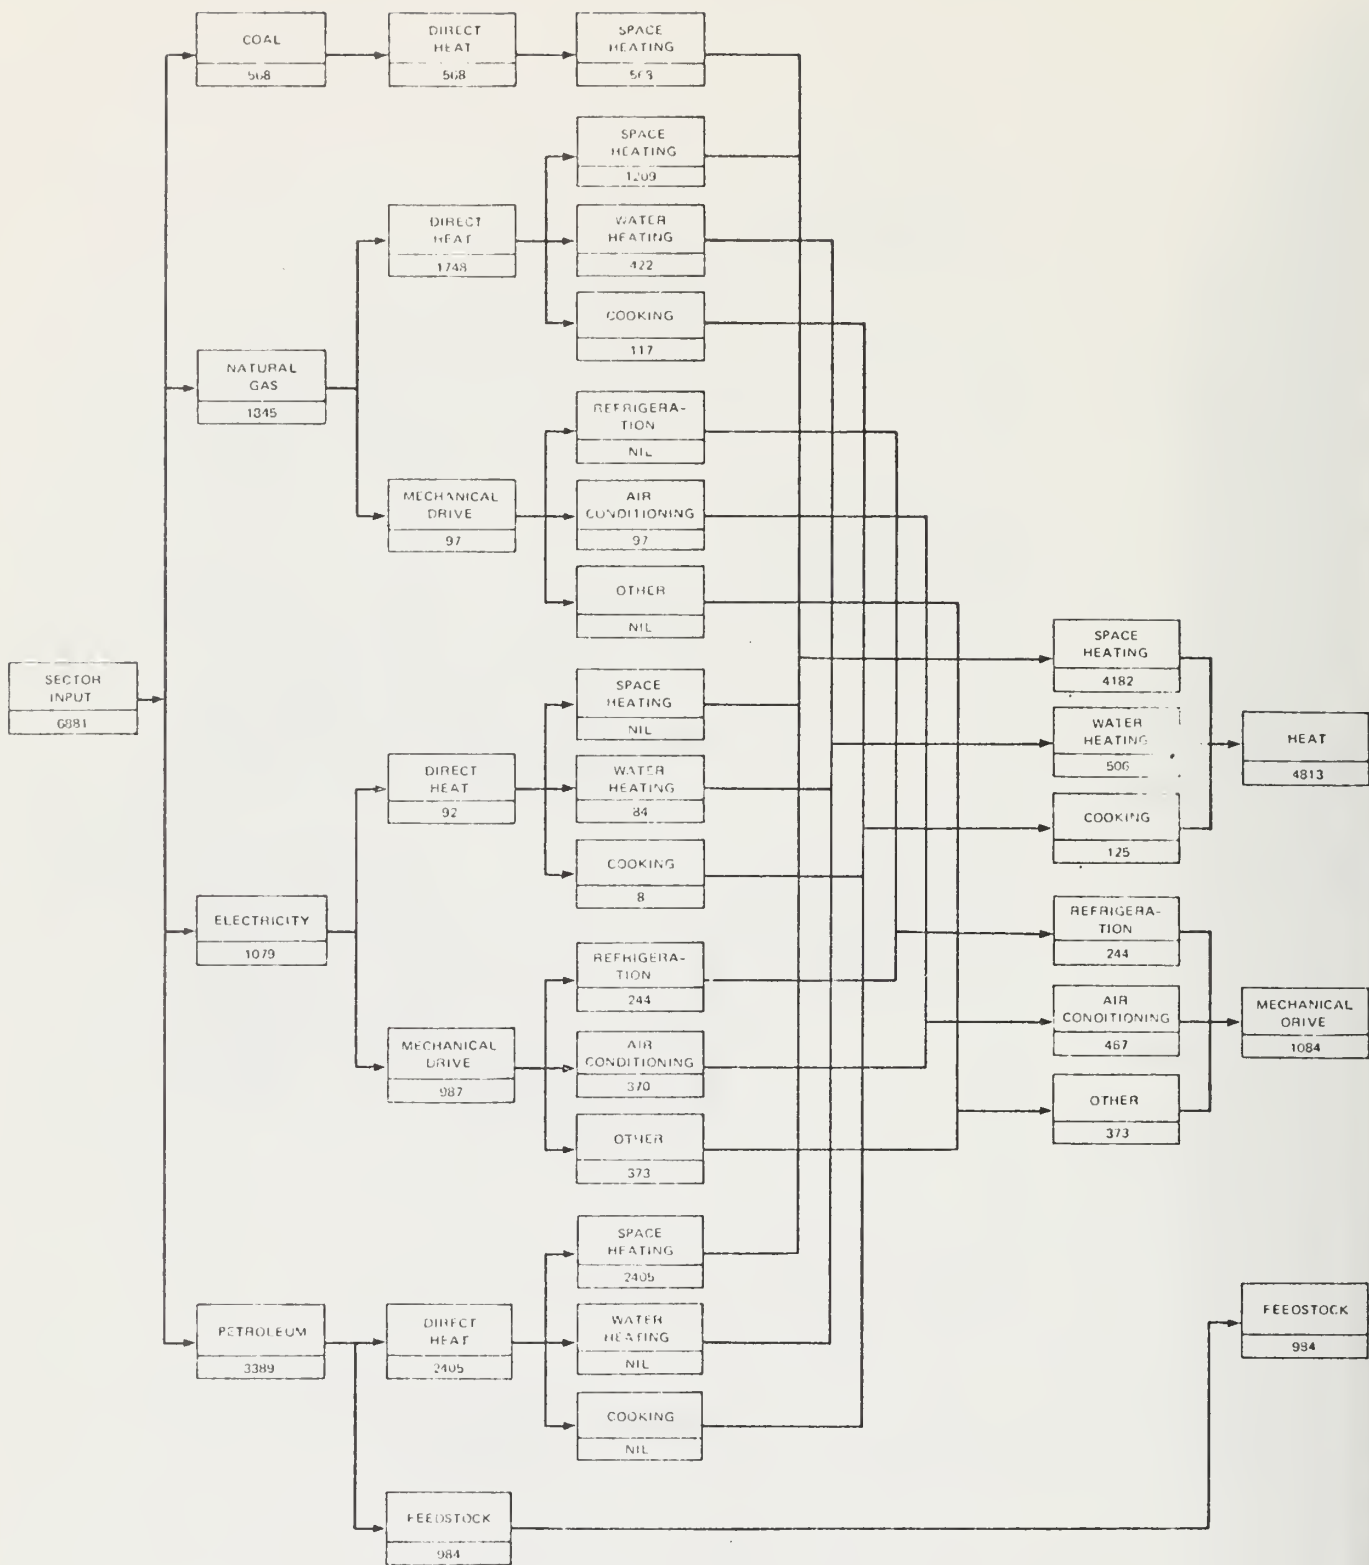 COAL
568
DIRECT
HEAT
568
SPACE
HEATING
568
SPACE
HEATING
1209
DIRECT
HEAT
1748
WATER
HEATING
422
COOKING
117
NATURAL
GAS
1845
REFRIGERA-
TION
NIL
MECHANICAL
DRIVE
97
AIR
CONDITIONING
97
OTHER
NIL
SECTOR
INPUT
6881
SPACE
HEATING
NIL
DIRECT
HEAT
92
WATER
HEATING
84
COOKING
8
ELECTRICITY
1079
REFRIGERA-
TION
244
MECHANICAL
DRIVE
987
AIR
CONDITIONING
370
OTHER
373
SPACE
HEATING
2405
PETROLEUM
3389
DIRECT
HEAT
2405
WATER
HEATING
NIL
COOKING
NIL
FEEDSTOCK
984
SPACE
HEATING
4182
WATER
HEATING
506
COOKING
125
HEAT
4813
REFRIGERA-
TION
244
AIR
CONDITIONING
467
OTHER
373
MECHANICAL
DRIVE
1084
FEEDSTOCK
984